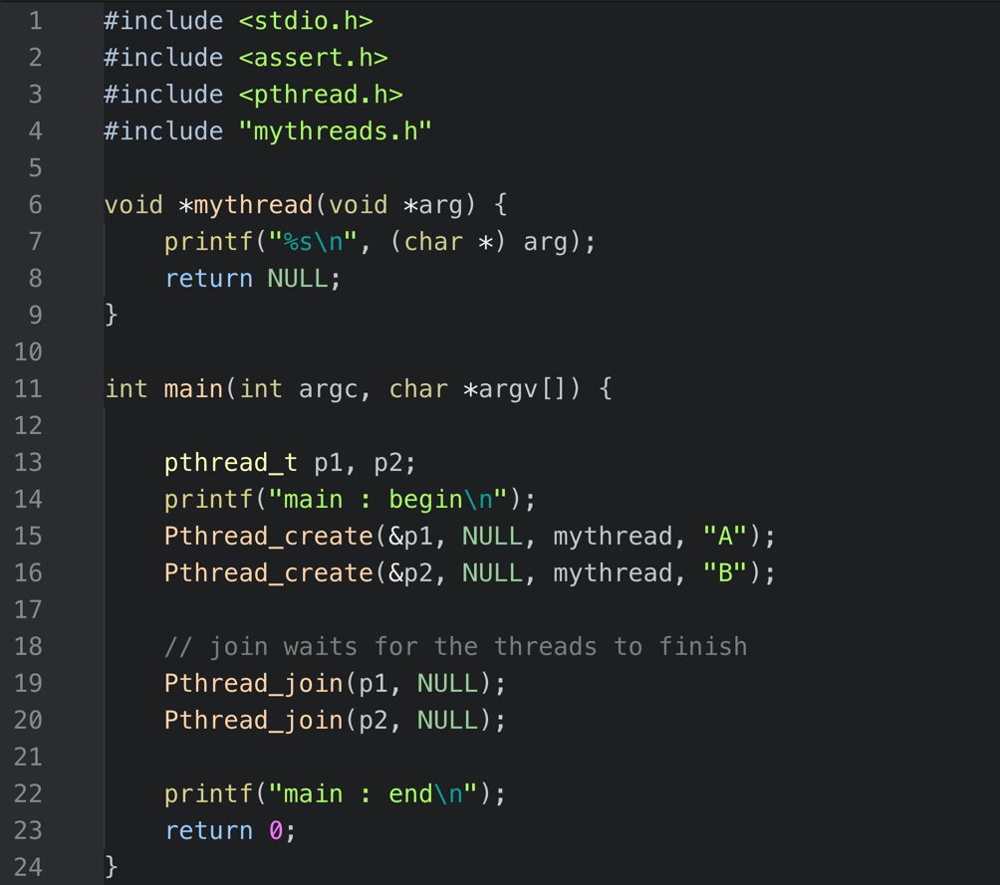 1 #include <stdio.h>
2 #include <assert.h>
3 #include <pthread.h>
4 #include "mythreads.h"
5
6 void *mythread(void *arg) {
7     printf("%s\n", (char *) arg);
8     return NULL;
9 }
10
11 int main(int argc, char *argv[]) {
12
13     pthread_t p1, p2;
14     printf("main : begin\n");
15     Pthread_create(&p1, NULL, mythread, "A");
16     Pthread_create(&p2, NULL, mythread, "B");
17
18     // join waits for the threads to finish
19     Pthread_join(p1, NULL);
20     Pthread_join(p2, NULL);
21
22     printf("main : end\n");
23     return 0;
24 }